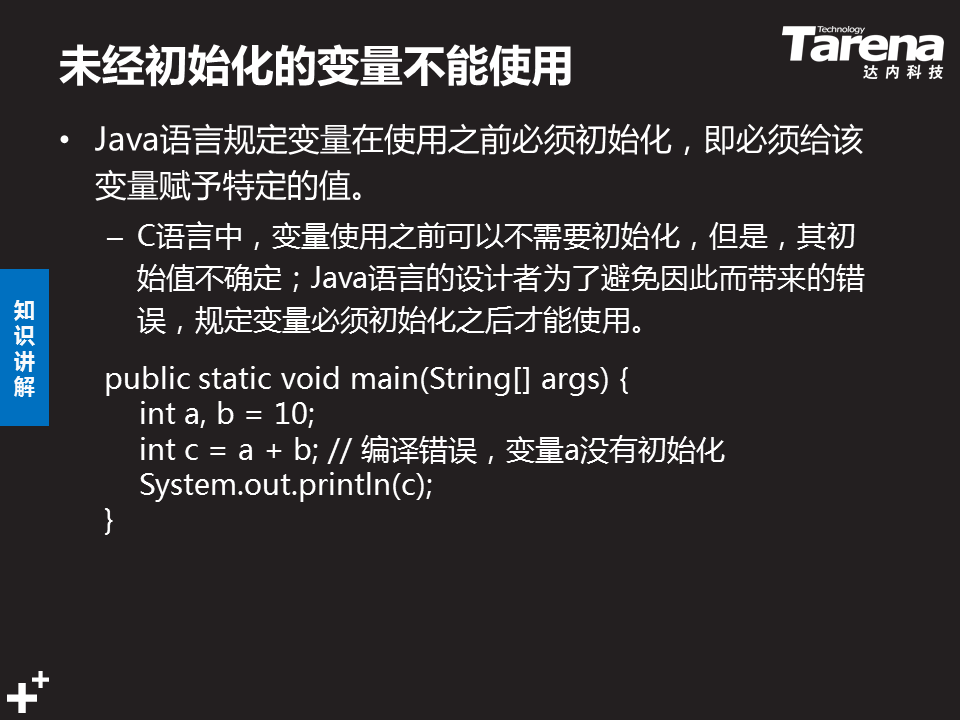 未经初始化的变量不能使用
Technology
Tarena
达内科技
• Java语言规定变量在使用之前必须初始化，即必须给该
变量赋予特定的值。
– C语言中，变量使用之前可以不需要初始化，但是，其初
始值不确定；Java语言的设计者为了避免因此而带来的错
误，规定变量必须初始化之后才能使用。
知
识
讲
解
public static void main(String[] args) {
int a, b = 10;
int c = a + b; // 编译错误，变量a没有初始化
System.out.println(c);
}